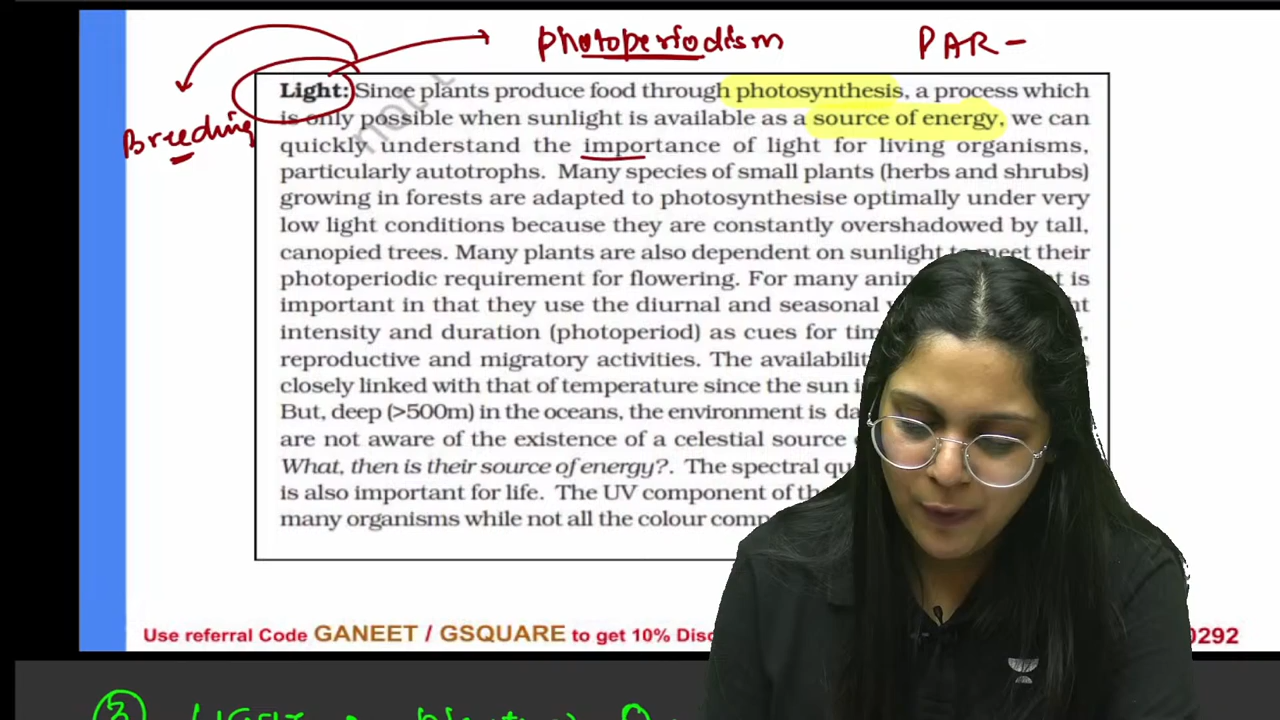 photoperiodism PAR -
Breeding
not t
Light: Since plants produce food through photosynthesis, a process which
is only possible when sunlight is available as a source of energy, we can
quickly understand the importance of light for living organisms,
particularly autotrophs. Many species of small plants (herbs and shrubs)
growing in forests are adapted to photosynthesise optimally under very
low light conditions because they are constantly overshadowed by tall,
canopied trees. Many plants are also dependent on sunlight to meet their
photoperiodic requirement for flowering. For many is
important in that they use the diurnal and seasonal
intensity and duration (photoperiod) as cues for
reproductive and migratory activities. The
closely linked with that of temperature since the sun
But, deep (>500m) in the oceans, the environment is
are not aware of the existence of a celestial source
What, then is their source of energy?. The spectral
is also important for life. The UV component of
many organisms while not all the colour
Use referral Code GANEET / GSQUARE to get 10% 0292
3